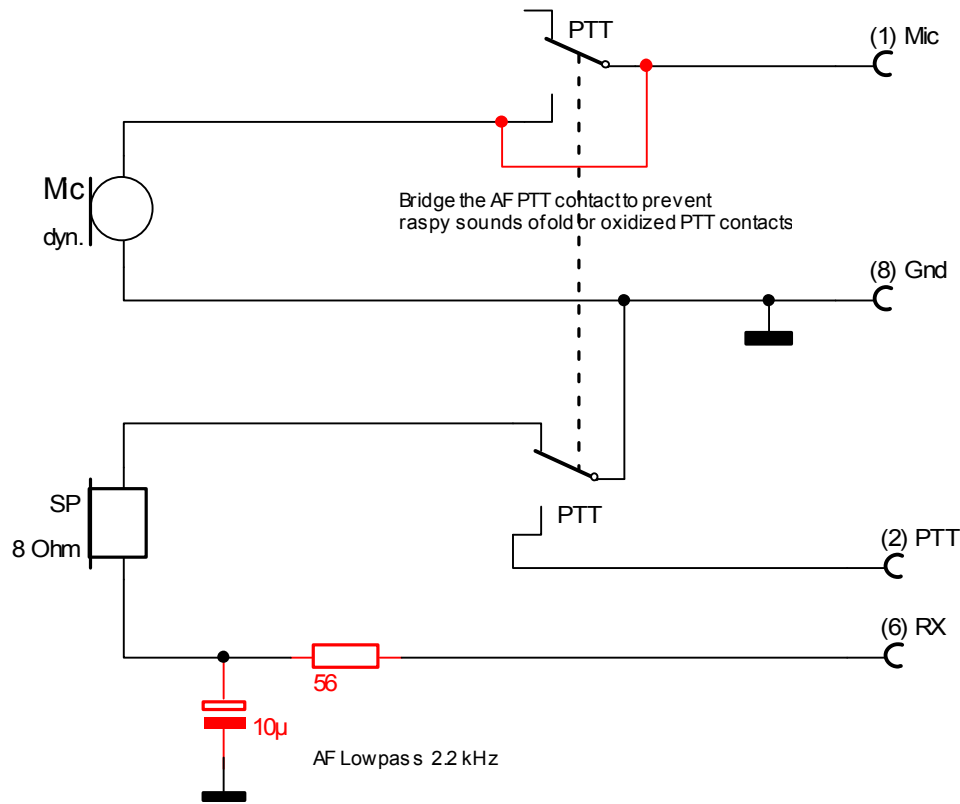 PTT
(1) Mic
Mc
dyn.
Bridge the AF PTT contact to prevent
raspy sounds of old or oxidized PTT contacts
(8) Gnd
SP
8 Ohm
PTT
(2) PTT
(6) RX
56
10µ
AF Lowpass 2.2 kHz